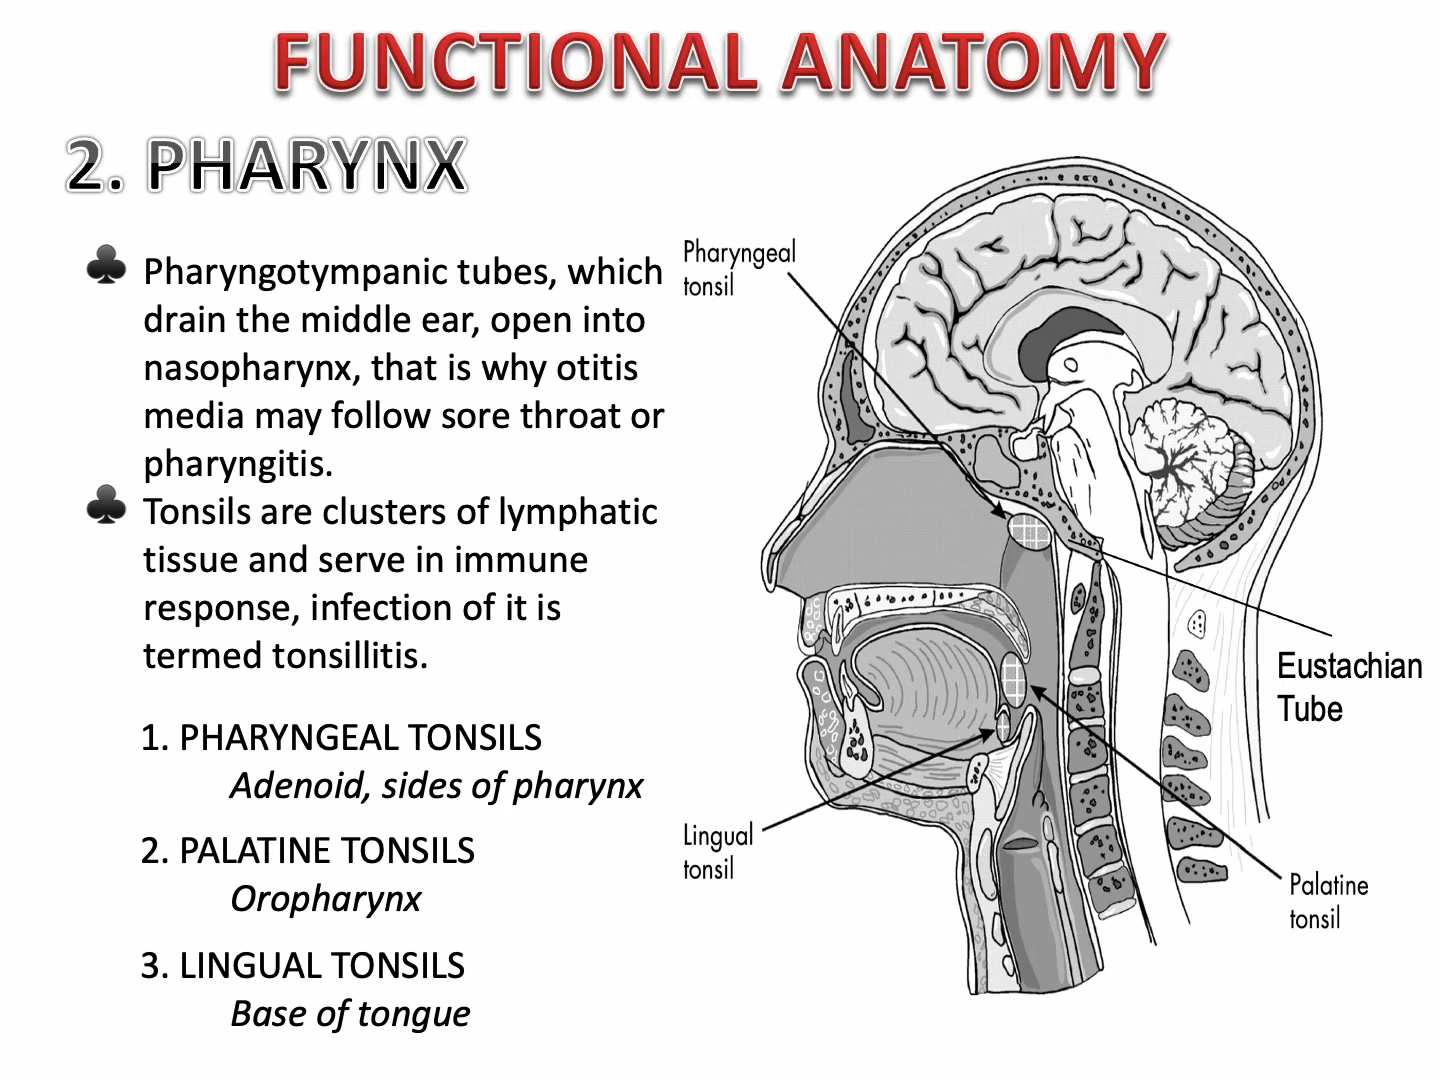 FUNCTIONAL ANATOMY
2. PHARYNX
♣ Pharyngotympanic tubes, which
drain the middle ear, open into
nasopharynx, that is why otitis
media may follow sore throat or
pharyngitis.
♣ Tonsils are clusters of lymphatic
tissue and serve in immune
response, infection of it is
termed tonsillitis.
1. PHARYNGEAL TONSILS
Adenoid, sides of pharynx
2. PALATINE TONSILS
Oropharynx
3. LINGUAL TONSILS
Base of tongue
Pharyngeal
tonsil
Eustachian
Tube
Lingual
tonsil
Palatine
tonsil